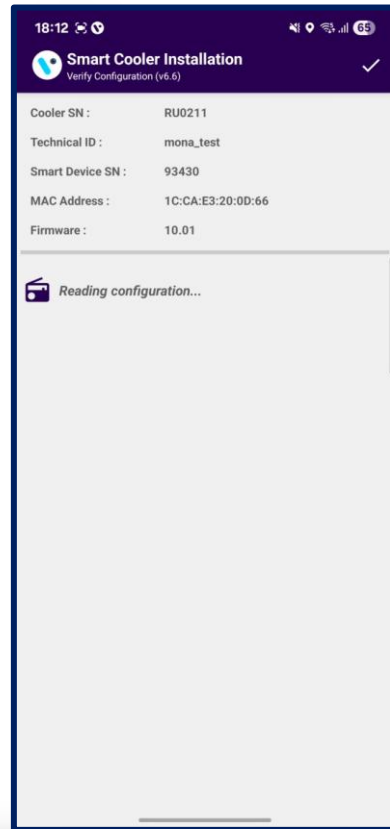 18:12
65
Smart Cooler Installation
Verify Configuration (v6.6)
Cooler SN : RU0211
Technical ID : mona_test
Smart Device SN : 93430
MAC Address : 1C:CA:E3:20:0D:66
Firmware : 10.01
Reading configuration...